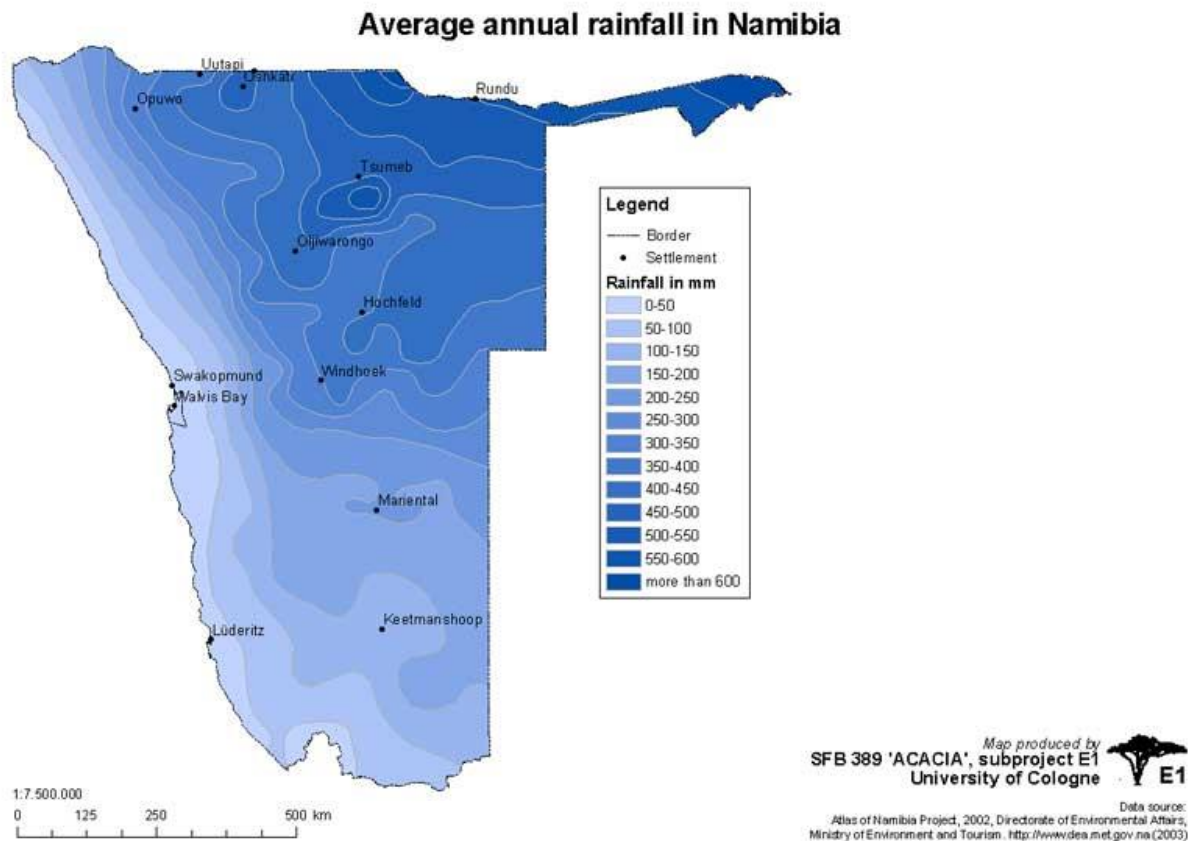 Average annual rainfall in Namibia
Uutapi
Oshkati
Opuwo
Rundu
Tsumeb
Oijiwarongo
Hochfeld
Windhoek
Swakopmund
Walvis Bay
Mariental
Keetmanshoop
Lüderitz
Legend
Border
Settlement
Rainfall in mm
0-50
50-100
100-150
150-200
200-250
250-300
300-350
350-400
400-450
450-500
500-550
550-600
more than 600
1:7.500.000
0 125 250 500 km
Map produced by
SFB 389 'ACACIA', subproject E1
University of Cologne
E1
Data source:
Atlas of Namibia Project, 2002, Directorate of Environmental Affairs,
Ministry of Environment and Tourism. http://www.dea.met.gov.na (2003)